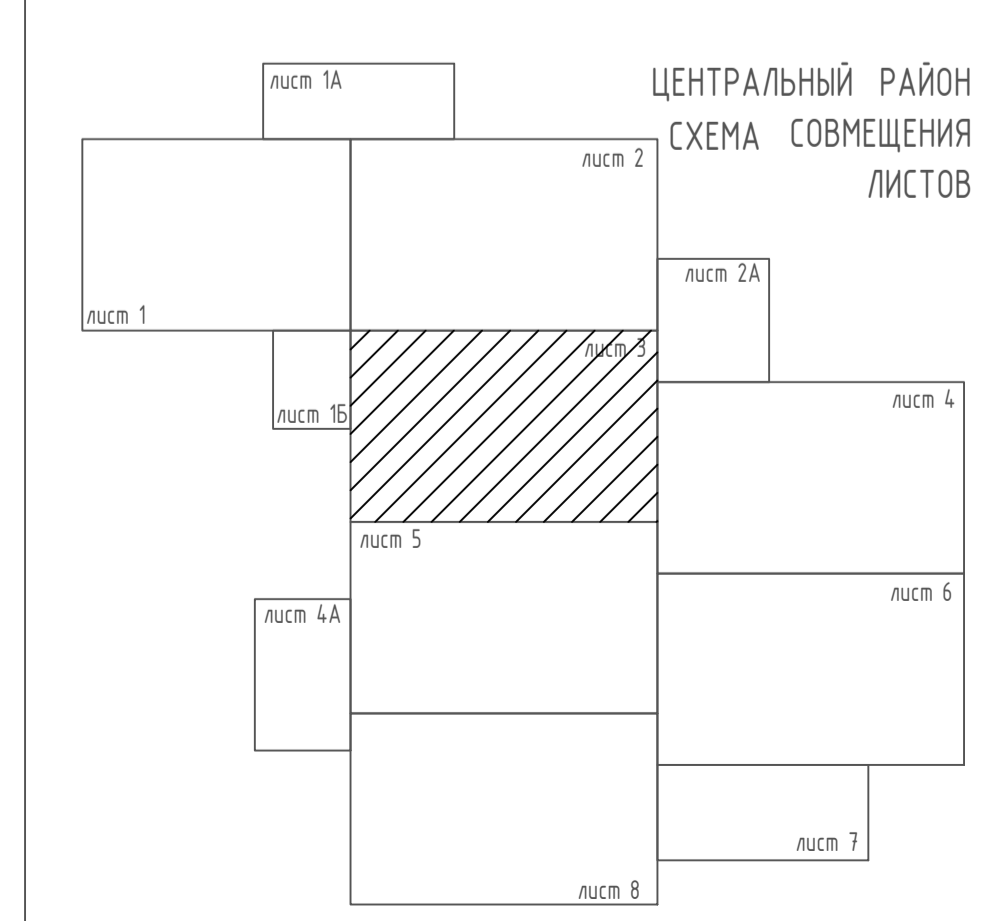 лист 1А
ЦЕНТРАЛЬНЫЙ РАЙОН
СХЕМА СОВМЕЩЕНИЯ
ЛИСТОВ
лист 2
лист 2А
лист 1
лист 3
лист 1Б
лист 4
лист 5
лист 6
лист 4А
лист 7
лист 8